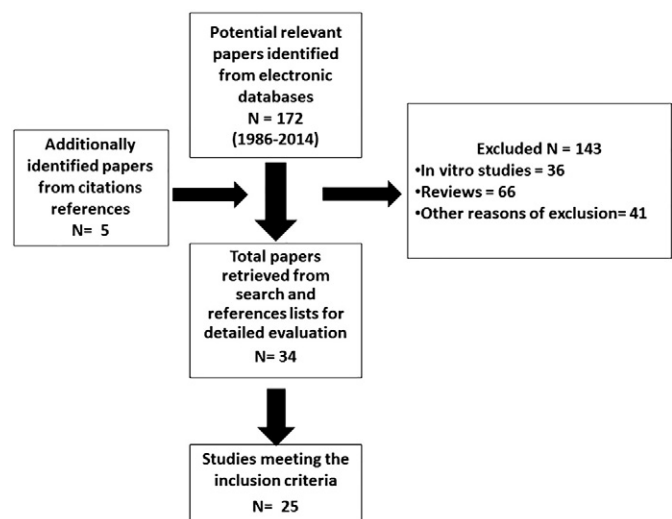 Potential relevant
papers identified
from electronic
databases
N = 172
(1986-2014)
Additionally
identified papers
from citations
references
N=  5
Excluded N = 143
•In vitro studies = 36
•Reviews = 66
•Other reasons of exclusion= 41
Total papers
retrieved from
search and
references lists for
detailed evaluation
N= 34
Studies meeting the
inclusion criteria
N=  25